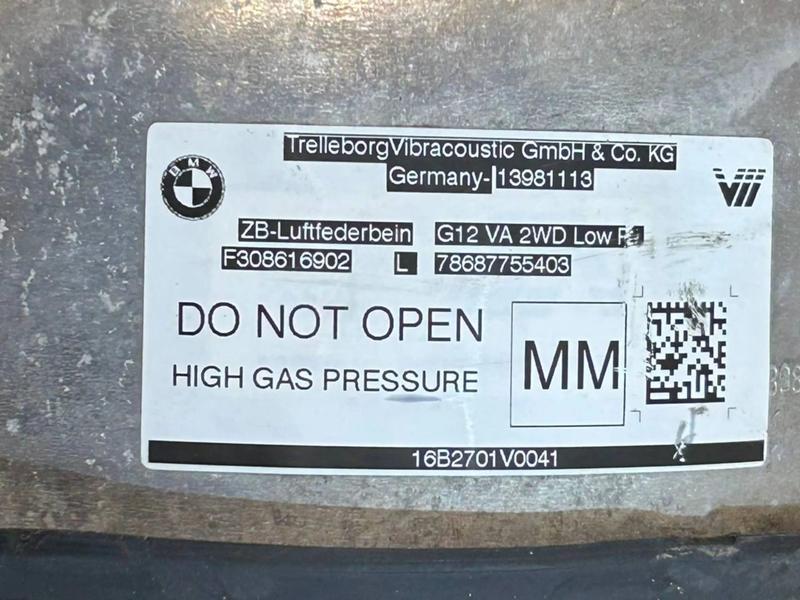 TrelleborgVibracoustic GmbH & Co. KG
Germany- 13981113
BMW
ZB-Luftfederbein G12 VA 2WD Low
F308616902 L 78687755403
DO NOT OPEN
HIGH GAS PRESSURE
MM
16B2701V0041